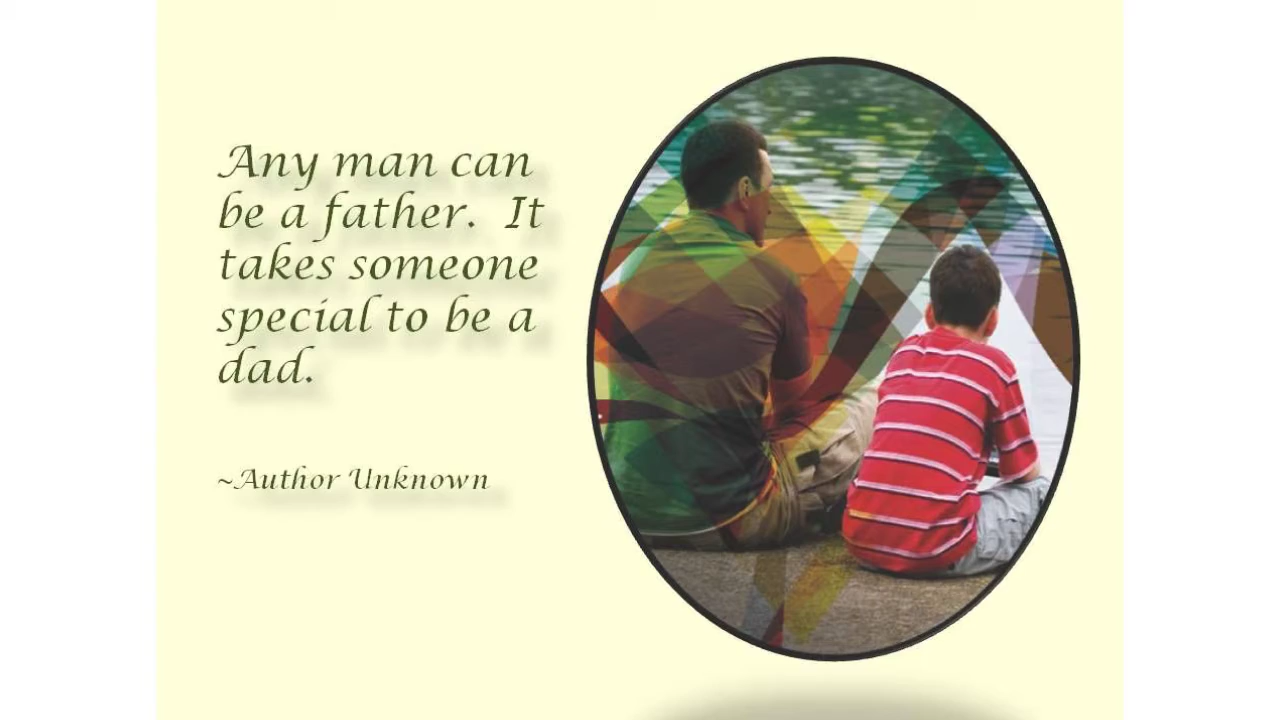 Any man can
be a father.  It
takes someone
special to be a
dad.
~Author Unknown